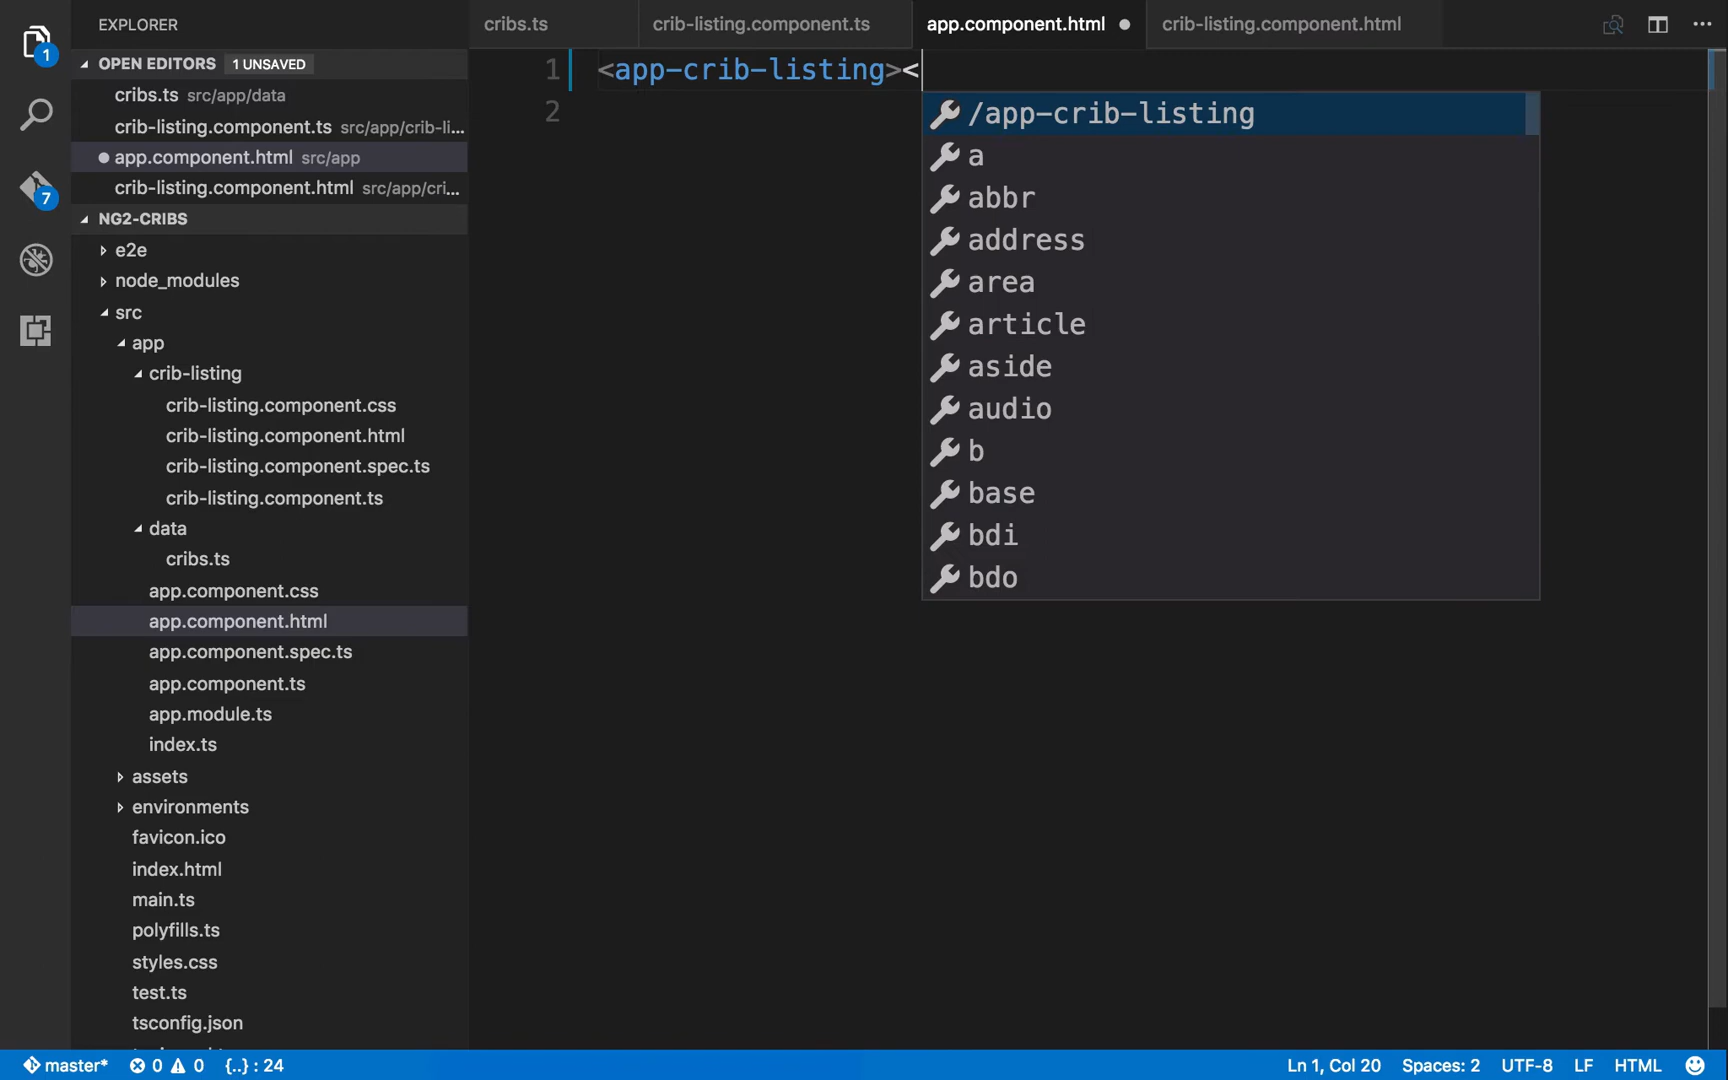 EXPLORER
OPEN EDITORS 1 UNSAVED
cribs.ts src/app/data
crib-listing.component.ts src/app/crib-li...
app.component.html src/app
crib-listing.component.html src/app/cri...
NG2-CRIBS
e2e
node_modules
src
app
crib-listing
crib-listing.component.css
crib-listing.component.html
crib-listing.component.spec.ts
crib-listing.component.ts
data
cribs.ts
app.component.css
app.component.html
app.component.spec.ts
app.component.ts
app.module.ts
index.ts
assets
environments
favicon.ico
index.html
main.ts
polyfills.ts
styles.css
test.ts
tsconfig.json
1
7
cribs.ts crib-listing.component.ts app.component.html crib-listing.component.html
1 <app-crib-listing><
2
/app-crib-listing
a
abbr
address
area
article
aside
audio
b
base
bdi
bdo
master* 0 0 {..} : 24 Ln 1, Col 20 Spaces: 2 UTF-8 LF HTML